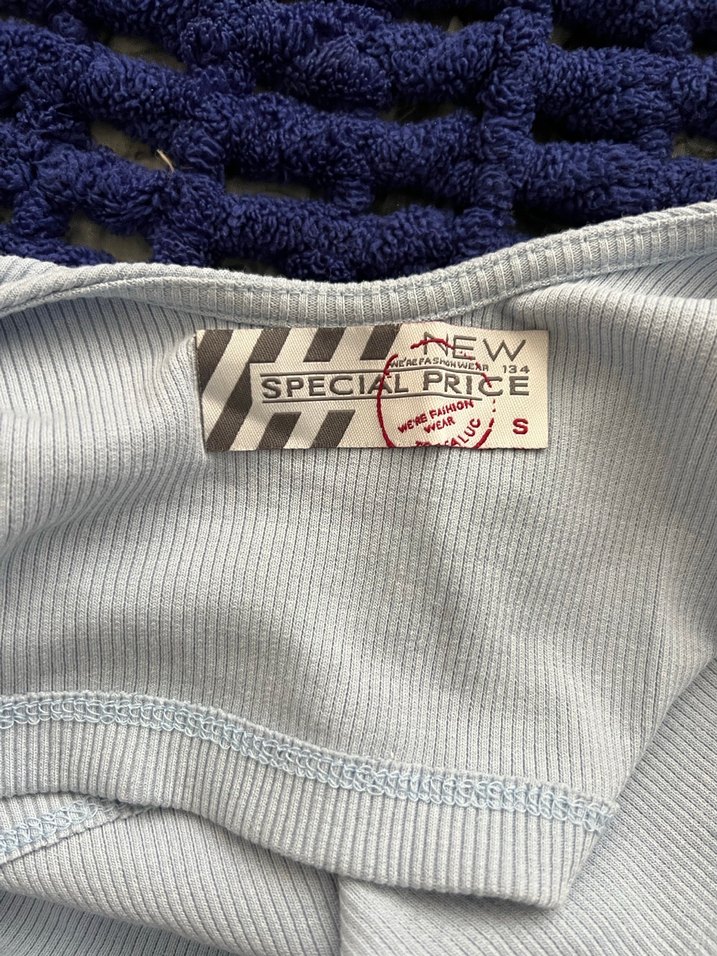 NEW
WE'RE FASHION WEAR 134
SPECIAL PRICE
WE'RE FASHION
WEAR
S